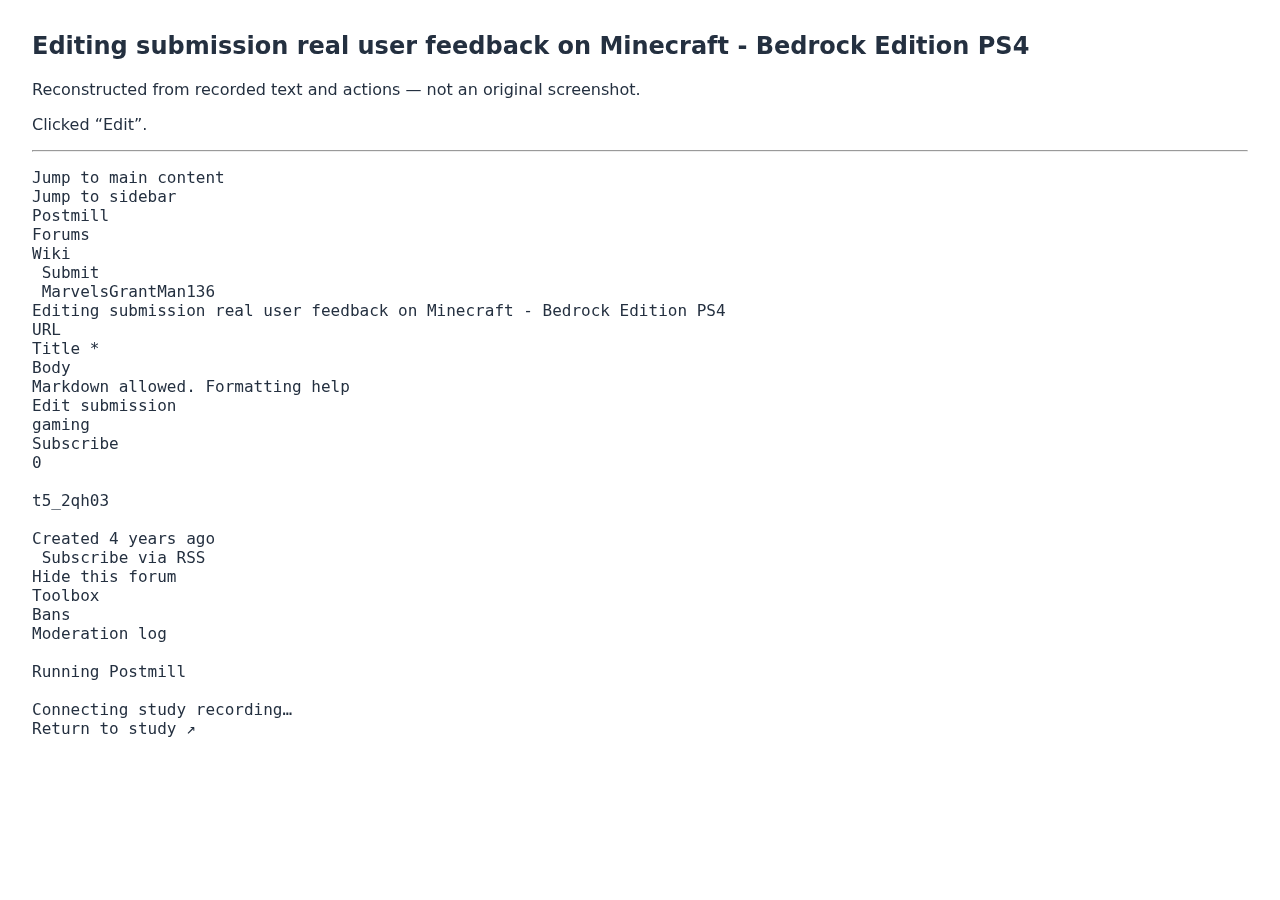 Editing submission real user feedback on Minecraft - Bedrock Edition PS4
Reconstructed from recorded text and actions — not an original screenshot.
Clicked “Edit”.
Jump to main content
Jump to sidebar
Postmill
Forums
Wiki
Submit
MarvelsGrantMan136
Editing submission real user feedback on Minecraft - Bedrock Edition PS4
URL
Title *
Body
Markdown allowed. Formatting help
Edit submission
gaming
Subscribe
0
t5_2qh03
Created 4 years ago
Subscribe via RSS
Hide this forum
Toolbox
Bans
Moderation log
Running Postmill
Connecting study recording…
Return to study ↗